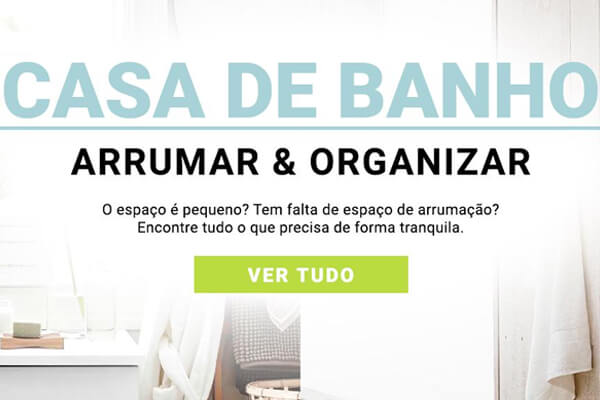 CASA DE BANHO
ARRUMAR & ORGANIZAR
O espaço é pequeno? Tem falta de espaço de arrumação?
Encontre tudo o que precisa de forma tranquila.
VER TUDO